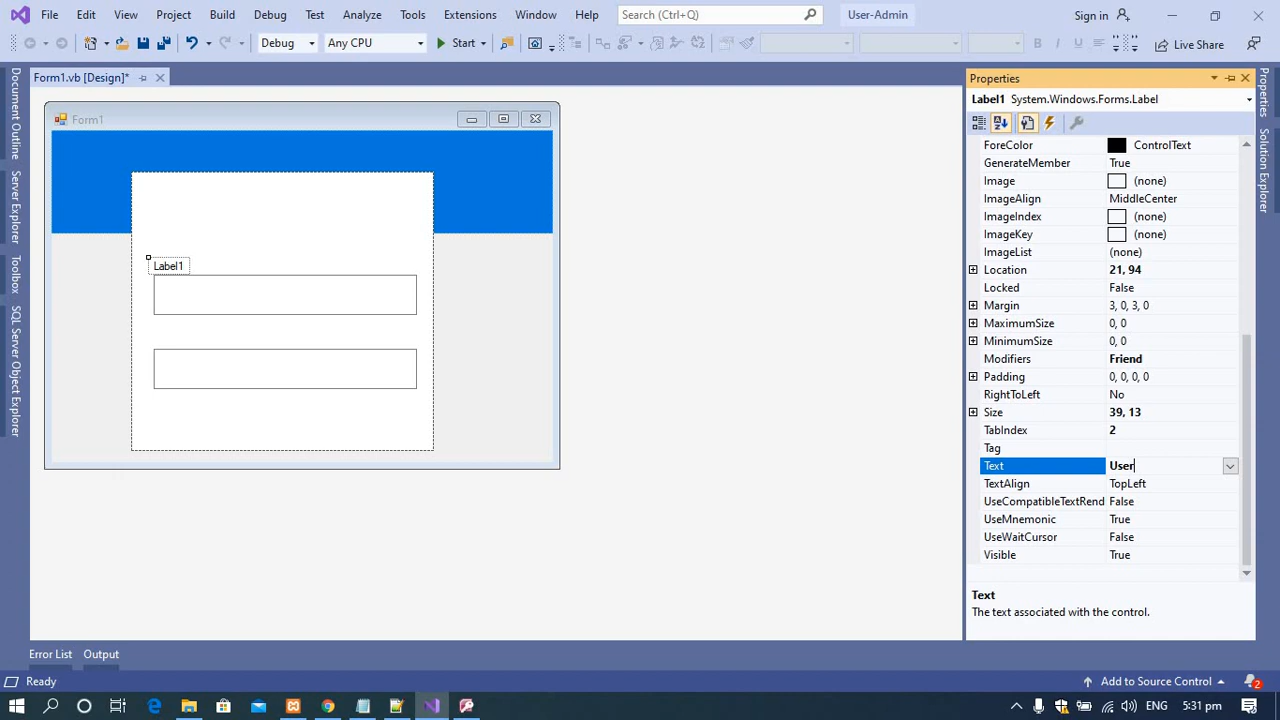 File Edit View Project Build Debug Test Analyze Tools Extensions Window Help Search (Ctrl+Q) User-Admin Sign in
Debug Any CPU Start Live Share
Form1.vb [Design]*
Properties
Label1 System.Windows.Forms.Label
Document Outline
Server Explorer
Toolbox
SQL Server Object Explorer
Form1
Label1
ForeColor ControlText
GenerateMember True
Image (none)
ImageAlign MiddleCenter
ImageIndex (none)
ImageKey (none)
ImageList (none)
Location 21, 94
Locked False
Margin 3, 0, 3, 0
MaximumSize 0, 0
MinimumSize 0, 0
Modifiers Friend
Padding 0, 0, 0, 0
RightToLeft No
Size 39, 13
TabIndex 2
Tag
Text User
TextAlign TopLeft
UseCompatibleTextRend False
UseMnemonic True
UseWaitCursor False
Visible True
Text
The text associated with the control.
Properties
Solution Explorer
Error List Output
Ready Add to Source Control 2
ENG 5:31 pm